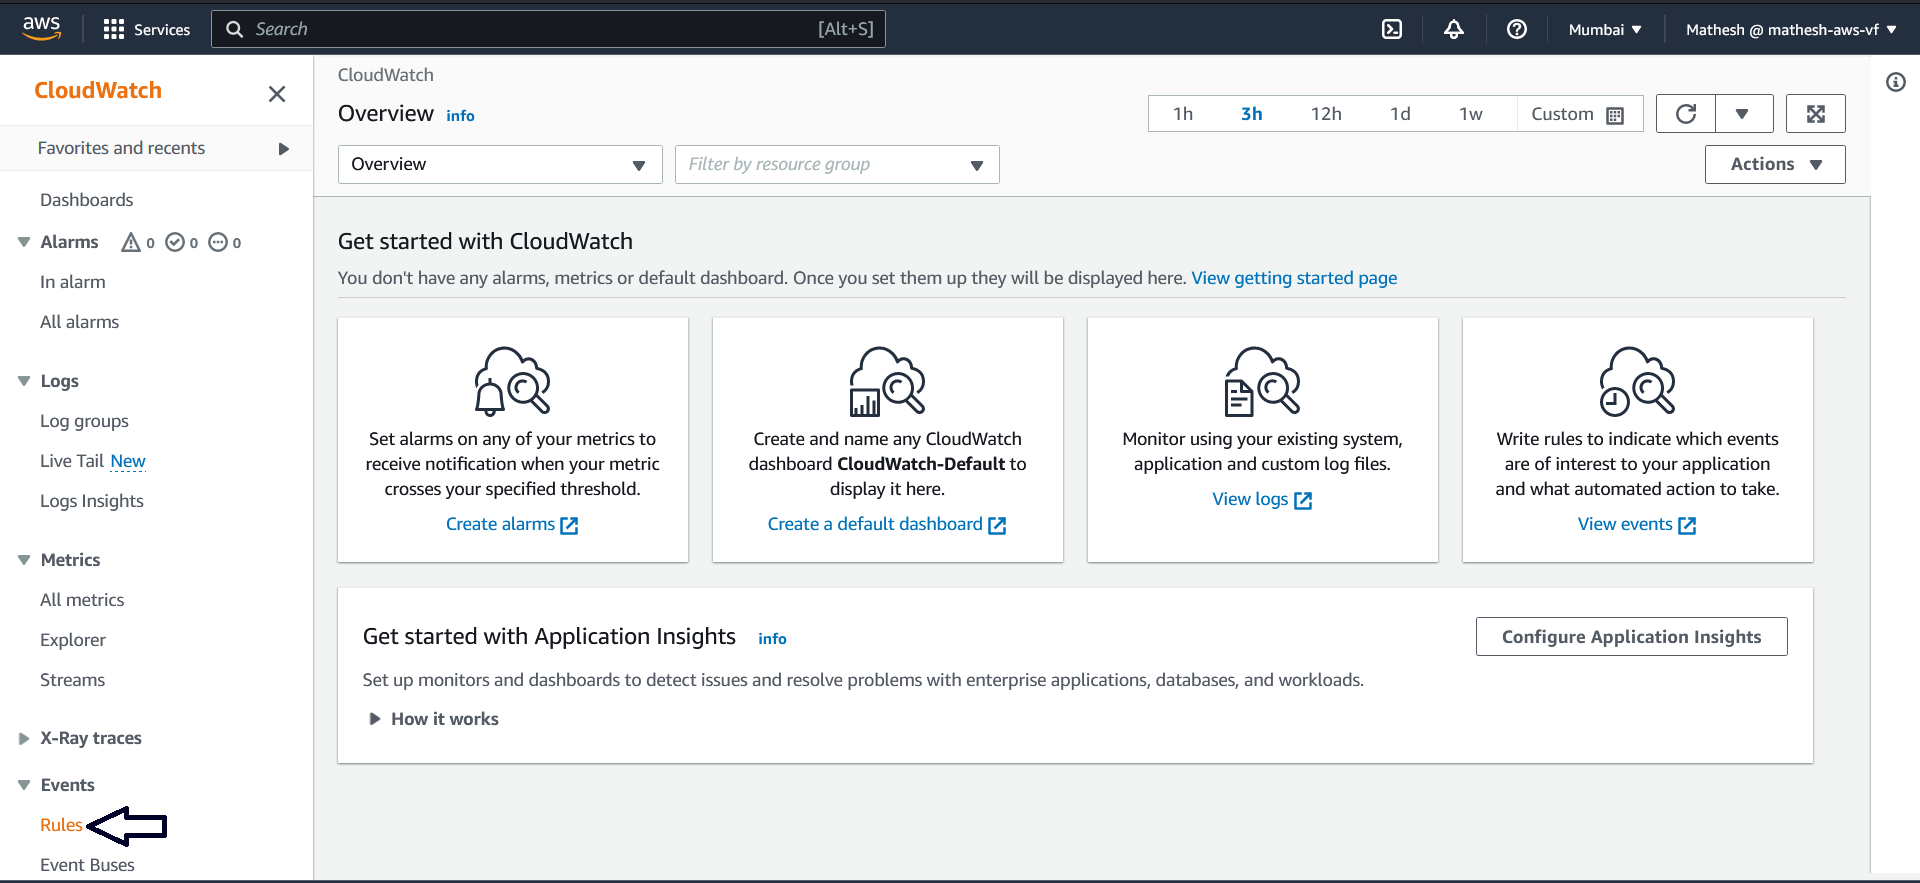 aws
Services
Search
[Alt+S]
Mumbai
Mathesh @ mathesh-aws-vf
CloudWatch
Favorites and recents
Dashboards
Alarms 0 0 0
In alarm
All alarms
Logs
Log groups
Live Tail New
Logs Insights
Metrics
All metrics
Explorer
Streams
X-Ray traces
Events
Rules
Event Buses
CloudWatch
Overview info
1h 3h 12h 1d 1w Custom
Overview
Filter by resource group
Actions
Get started with CloudWatch
You don't have any alarms, metrics or default dashboard. Once you set them up they will be displayed here. View getting started page
Set alarms on any of your metrics to
receive notification when your metric
crosses your specified threshold.
Create alarms
Create and name any CloudWatch
dashboard CloudWatch-Default to
display it here.
Create a default dashboard
Monitor using your existing system,
application and custom log files.
View logs
Write rules to indicate which events
are of interest to your application
and what automated action to take.
View events
Get started with Application Insights info
Configure Application Insights
Set up monitors and dashboards to detect issues and resolve problems with enterprise applications, databases, and workloads.
How it works